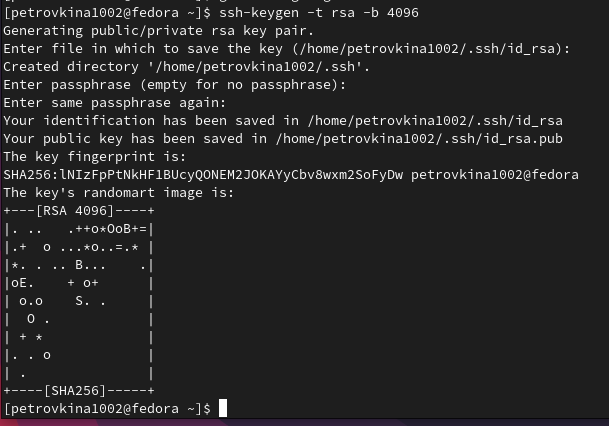 [petrovkina1002@fedora ~]$ ssh-keygen -t rsa -b 4096
Generating public/private rsa key pair.
Enter file in which to save the key (/home/petrovkina1002/.ssh/id_rsa):
Created directory '/home/petrovkina1002/.ssh'.
Enter passphrase (empty for no passphrase):
Enter same passphrase again:
Your identification has been saved in /home/petrovkina1002/.ssh/id_rsa
Your public key has been saved in /home/petrovkina1002/.ssh/id_rsa.pub
The key fingerprint is:
SHA256:lNIzFpPtNkHF1BUcyQONEM2JOKAYyCbv8wxm2SoFyDw petrovkina1002@fedora
The key's randomart image is:
+---[RSA 4096]----+
|. ..   .++o*OoB+=|
|.+  o ...*o..=.* |
|*. . .. B...    .|
|oE.    + o+      |
| o.o    S. .     |
|  O .            |
| + *             |
|. . o            |
| .               |
+----[SHA256]-----+
[petrovkina1002@fedora ~]$